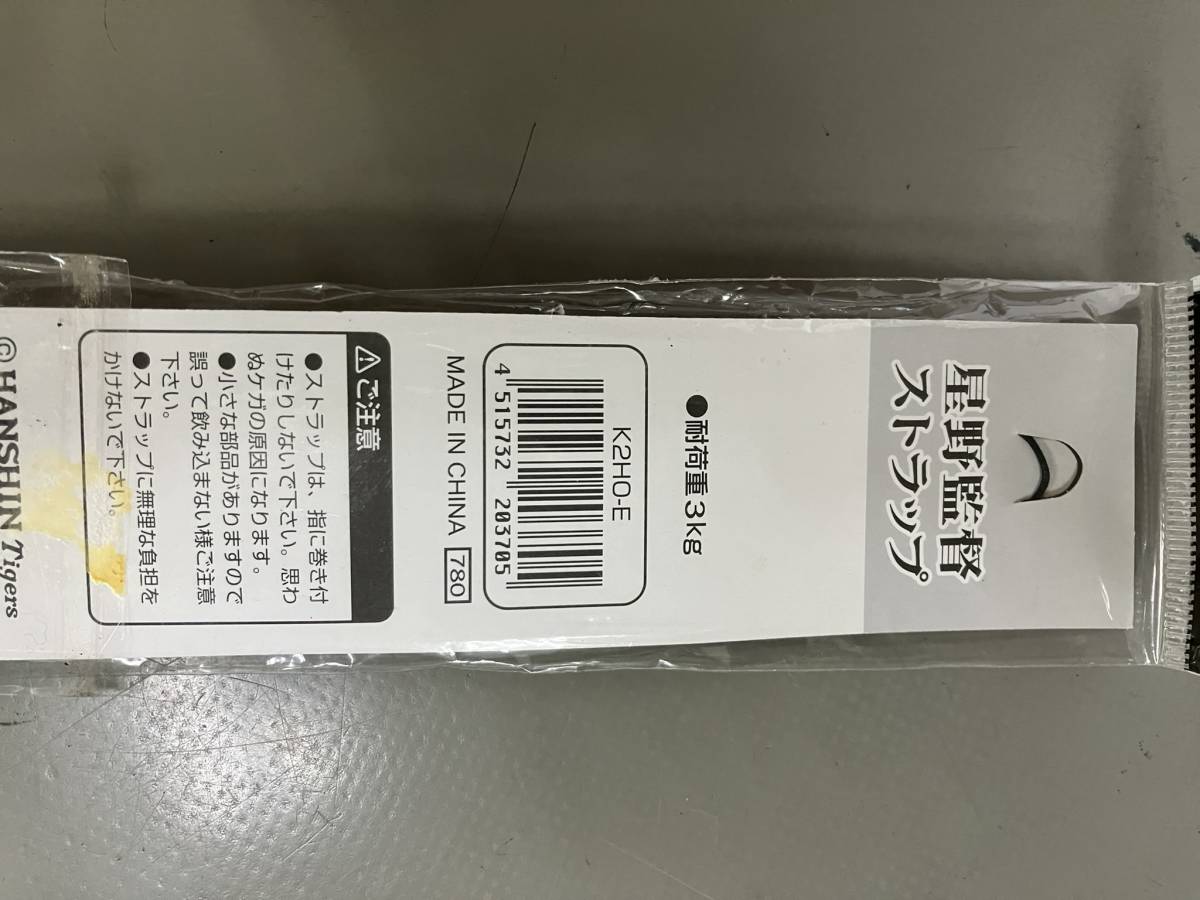 星野監督
ストラップ
●耐荷重3kg
K2HO-E
4 515732 203705
MADE IN CHINA 780
ご注意
●ストラップは、指に巻き付
けたりしないで下さい。思わ
ぬケガの原因になります。
●小さな部品がありますので
誤って飲み込まない様ご注意
下さい。
●ストラップに無理な負担を
かけないで下さい。
©HANSHIN Tigers